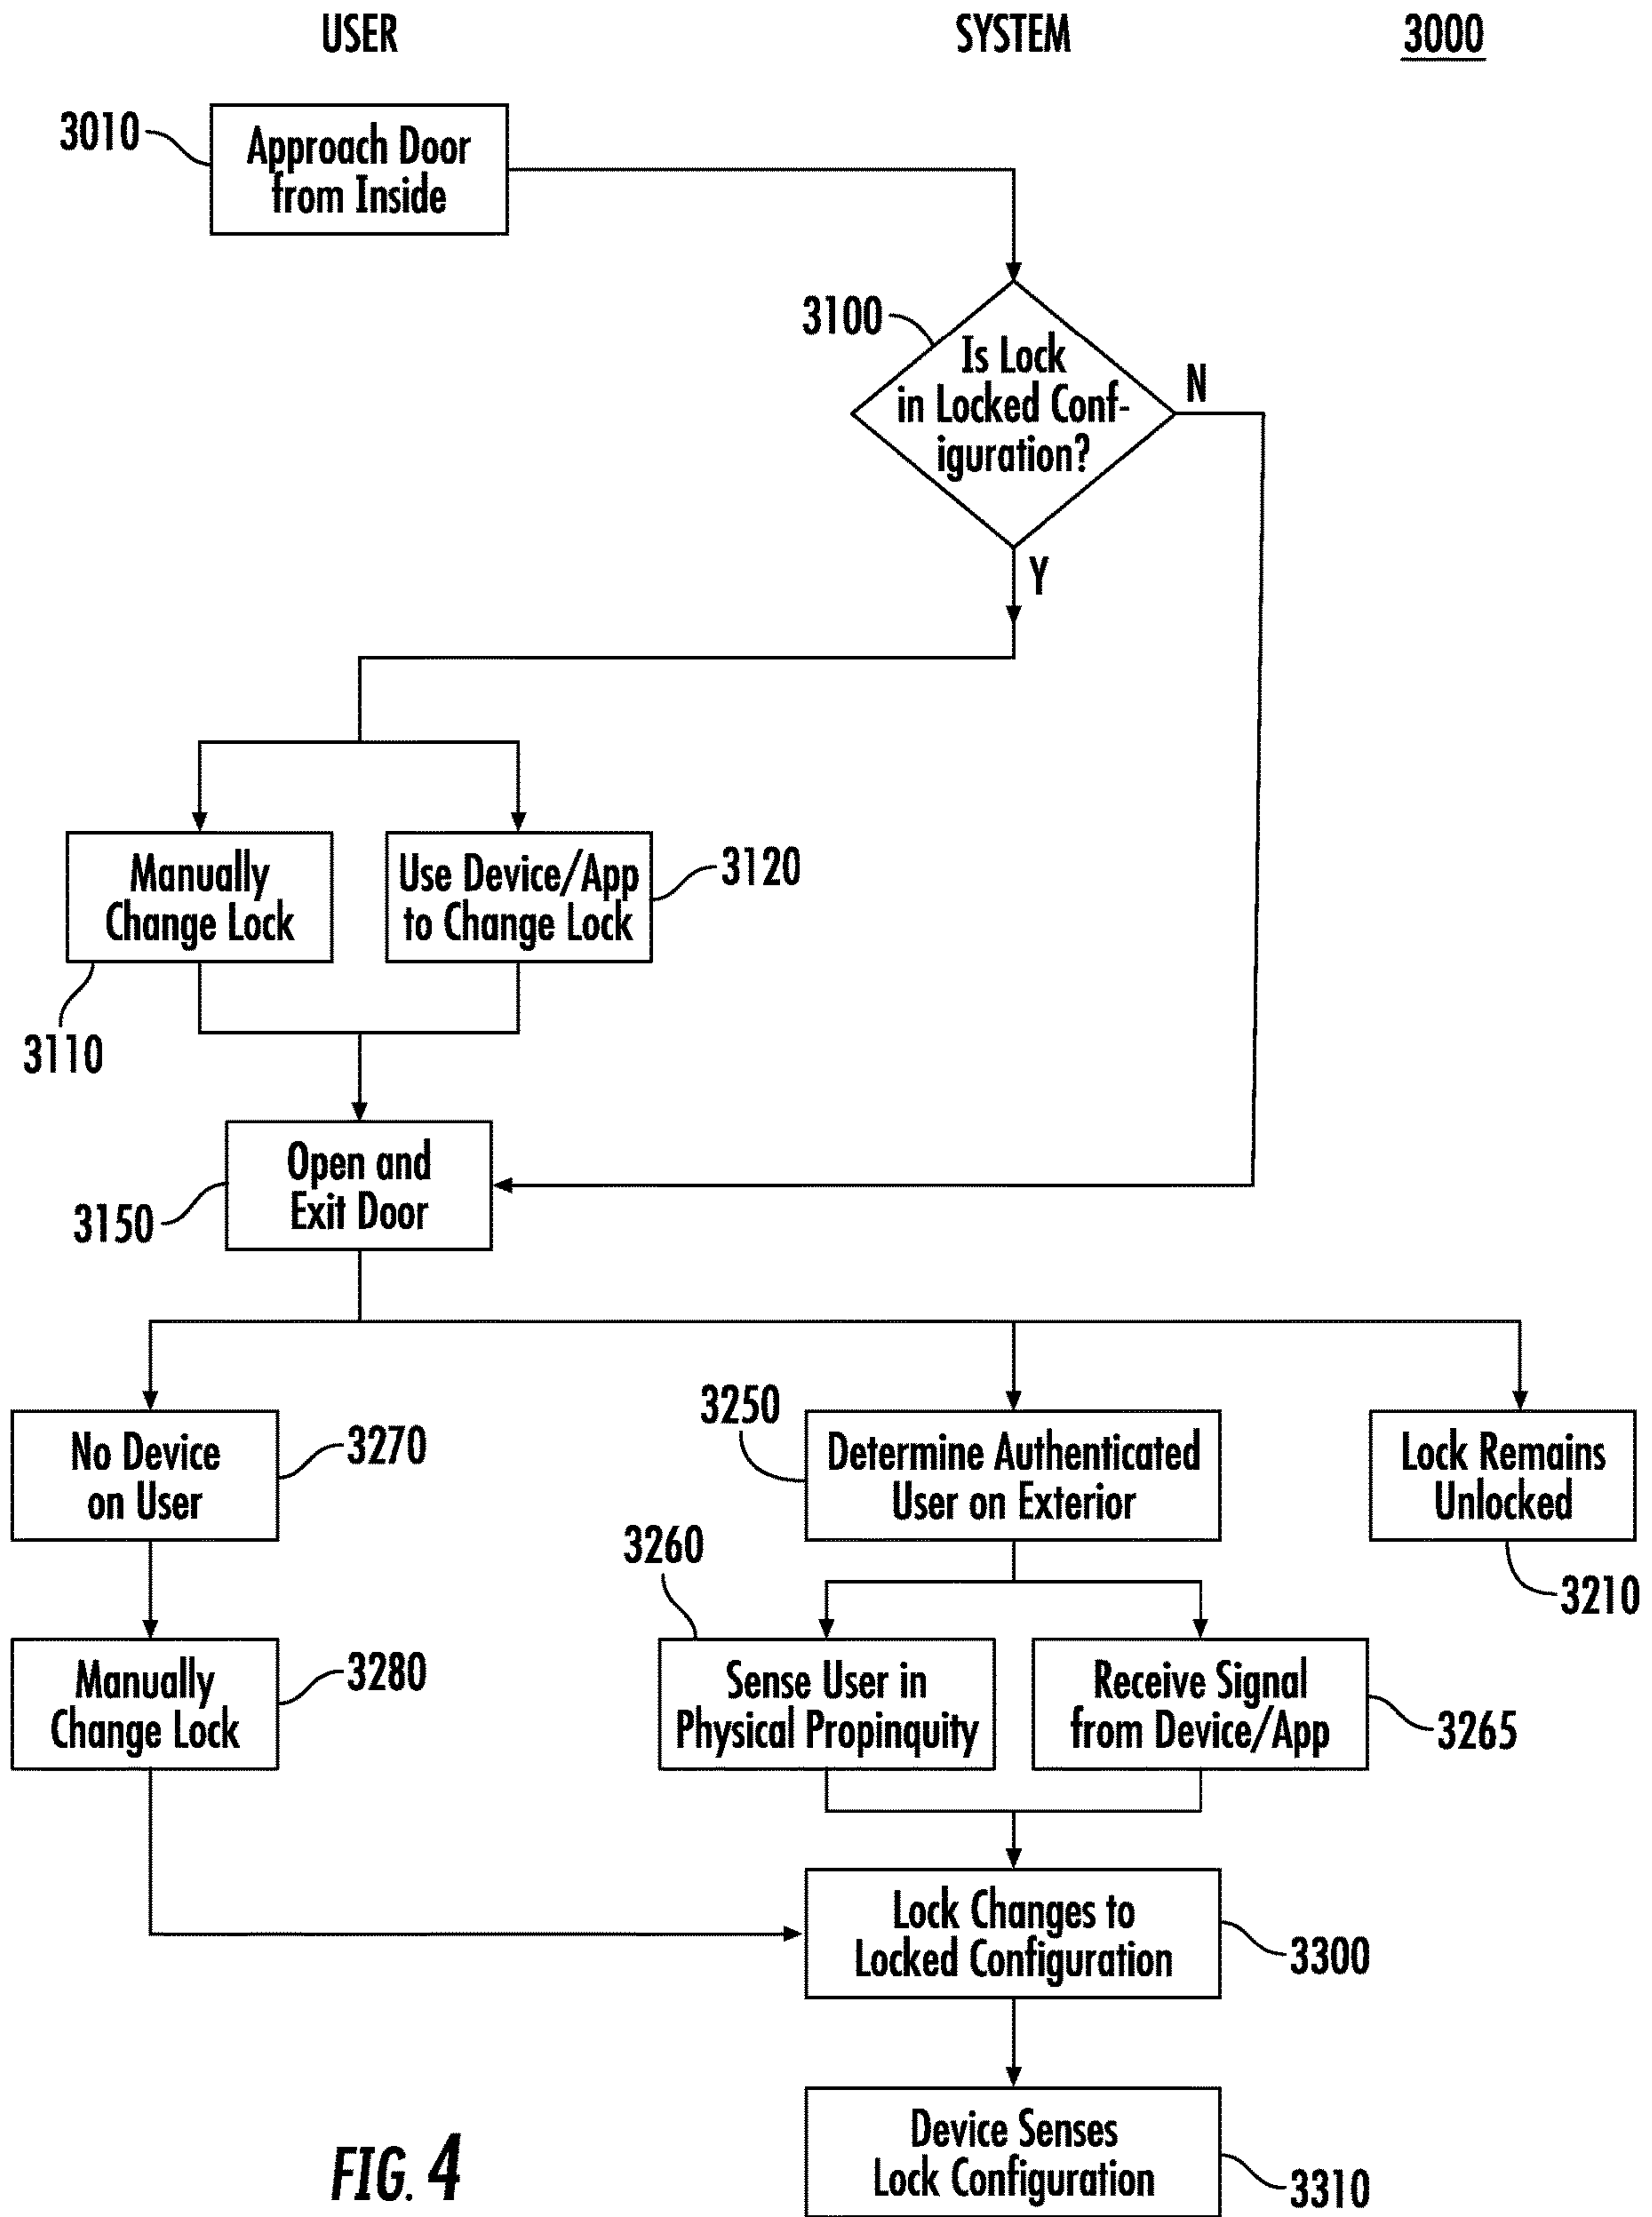 USER
SYSTEM
3000
3010
Approach Door
from Inside
3100
Is Lock
in Locked Conf-
iguration?
N
Y
Manually
Change Lock
Use Device/App
to Change Lock
3120
3110
Open and
Exit Door
3150
No Device
on User
3270
3250
Determine Authenticated
User on Exterior
Lock Remains
Unlocked
3210
3260
Manually
Change Lock
3280
Sense User in
Physical Propinquity
Receive Signal
from Device/App
3265
Lock Changes to
Locked Configuration
3300
Device Senses
Lock Configuration
3310
FIG. 4